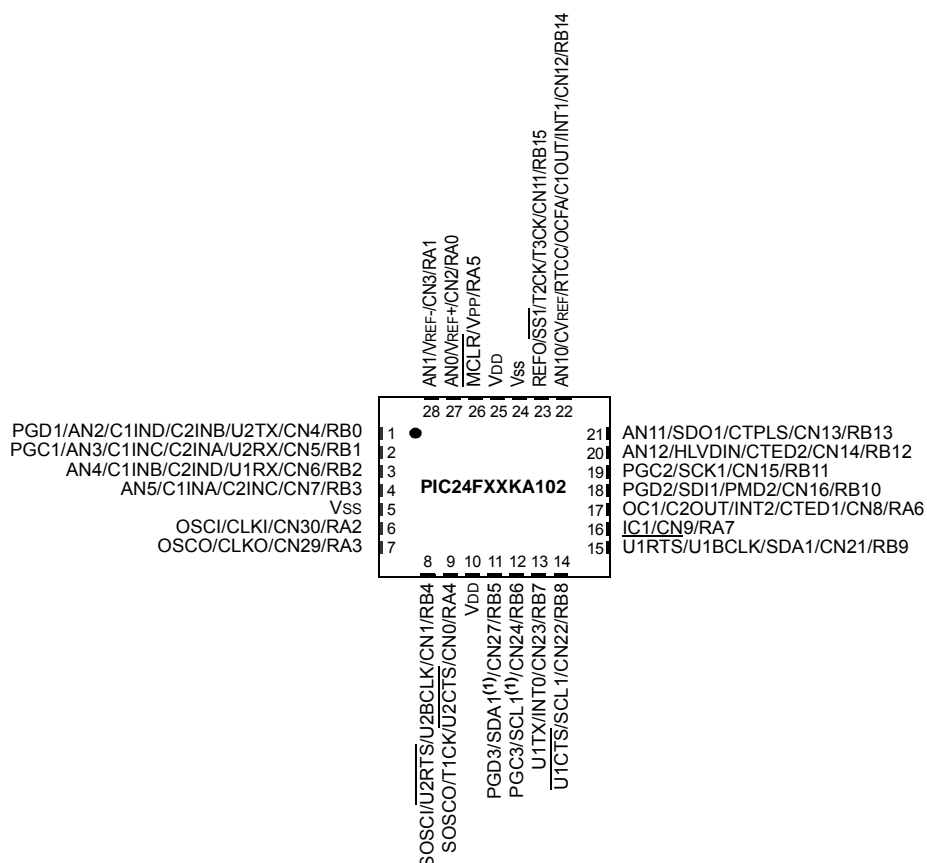 AN1/VREF-/CN3/RA1
AN0/VREF+/CN2/RA0
MCLR/VPP/RA5
VDD
Vss
REFO/SS1/T2CK/T3CK/CN11/RB15
AN10/CVREF/RTCC/OCFA/C1OUT/INT1/CN12/RB14
28 27 26 25 24 23 22
PGD1/AN2/C1IND/C2INB/U2TX/CN4/RB0 1
PGC1/AN3/C1INC/C2INA/U2RX/CN5/RB1 2
AN4/C1INB/C2IND/U1RX/CN6/RB2 3
AN5/C1INA/C2INC/CN7/RB3 4
Vss 5
OSCI/CLKI/CN30/RA2 6
OSCO/CLKO/CN29/RA3 7
PIC24FXXKA102
21 AN11/SDO1/CTPLS/CN13/RB13
20 AN12/HLVDIN/CTED2/CN14/RB12
19 PGC2/SCK1/CN15/RB11
18 PGD2/SDI1/PMD2/CN16/RB10
17 OC1/C2OUT/INT2/CTED1/CN8/RA6
16 IC1/CN9/RA7
15 U1RTS/U1BCLK/SDA1/CN21/RB9
8 9 10 11 12 13 14
SOSCI/U2RTS/U2BCLK/CN1/RB4
SOSCO/T1CK/U2CTS/CN0/RA4
VDD
PGD3/SDA1(1)/CN27/RB5
PGC3/SCL1(1)/CN24/RB6
U1TX/INT0/CN23/RB7
U1CTS/SCL1/CN22/RB8